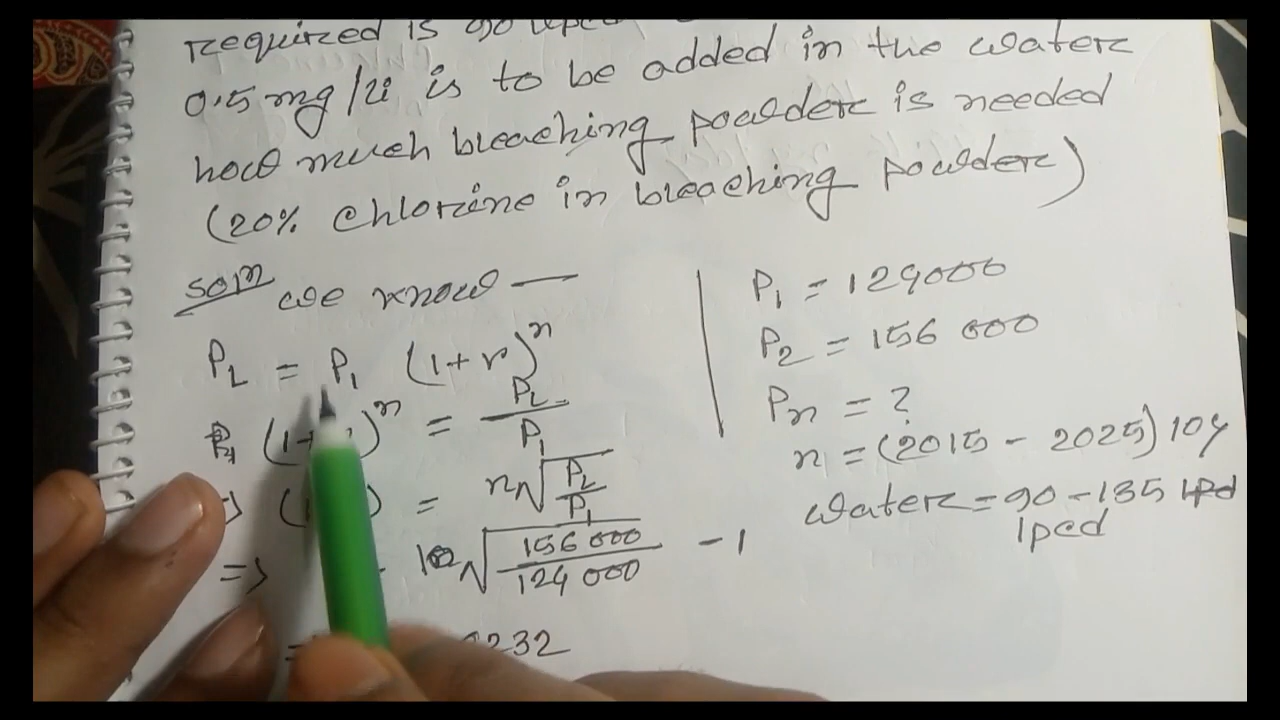 required is 90 lpcd
0.5 mg/li is to be added in the water
how much bleaching powder is needed
(20% chlorine in bleaching powder)
Soln we know —
P2 = P1 (1+r)^n
(1+r)^n = P2/P1
=> = n√P2/P1
=> 10√156000/124000 - 1
232
P1 = 124000
P2 = 156 000
Pn = ?
n = (2015 - 2025) 10y
water = 90 - 135 lpd
lpcd